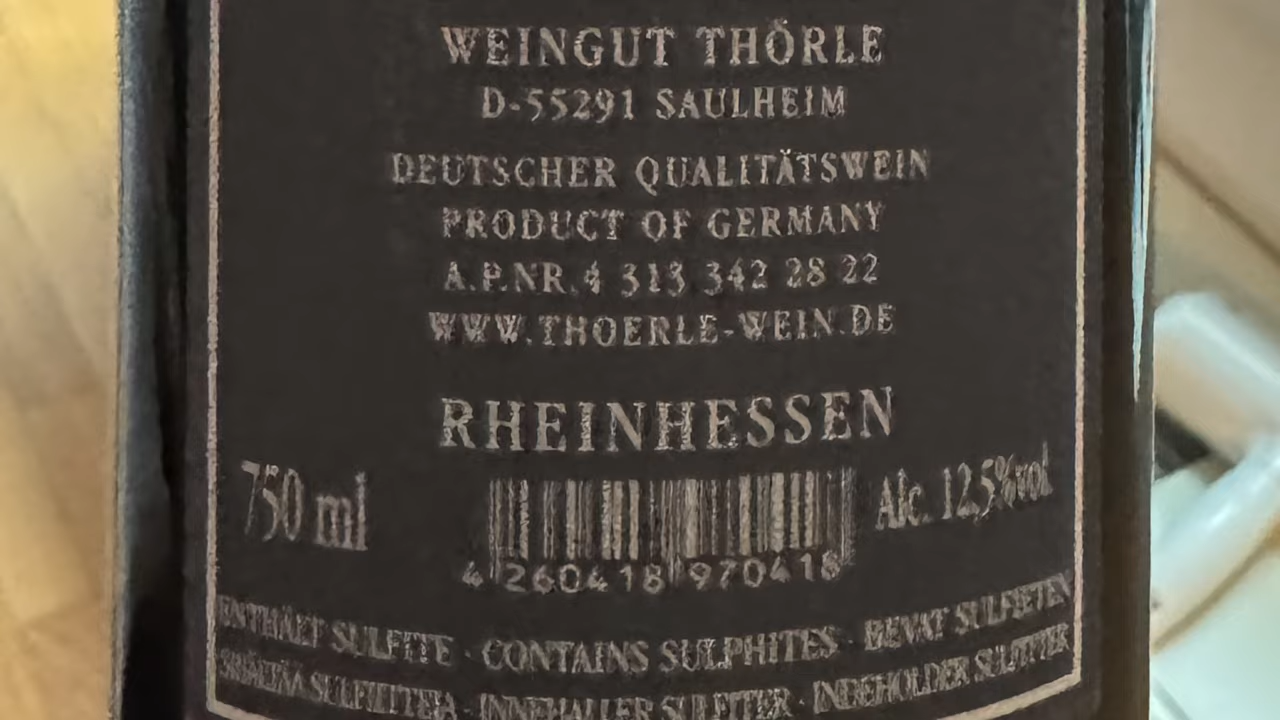 WEINGUT THÖRLE
D-55291 SAULHEIM
DEUTSCHER QUALITÄTSWEIN
PRODUCT OF GERMANY
A.P.NR.4 313 342 28 22
WWW.THOERLE-WEIN.DE
RHEINHESSEN
750 ml
Alc. 12,5%vol
4 260418 970418
ENTHÄLT SULFITE · CONTAINS SULPHITES · BEVAT SULFIETEN
SULFIITTEJA · INNEHÅLLER SULFITER · INDEHOLDER SULFITTER